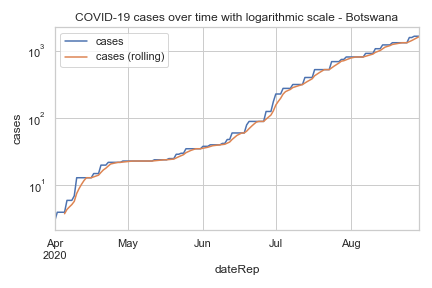 COVID-19 cases over time with logarithmic scale - Botswana
cases
cases (rolling)
10³
10²
10¹
cases
Apr
2020
May
Jun
Jul
Aug
dateRep